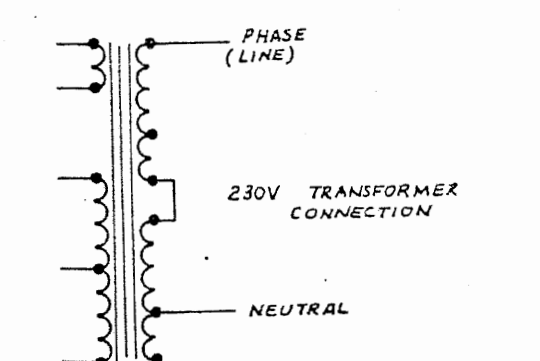 PHASE
(LINE)
230V TRANSFORMER
CONNECTION
NEUTRAL